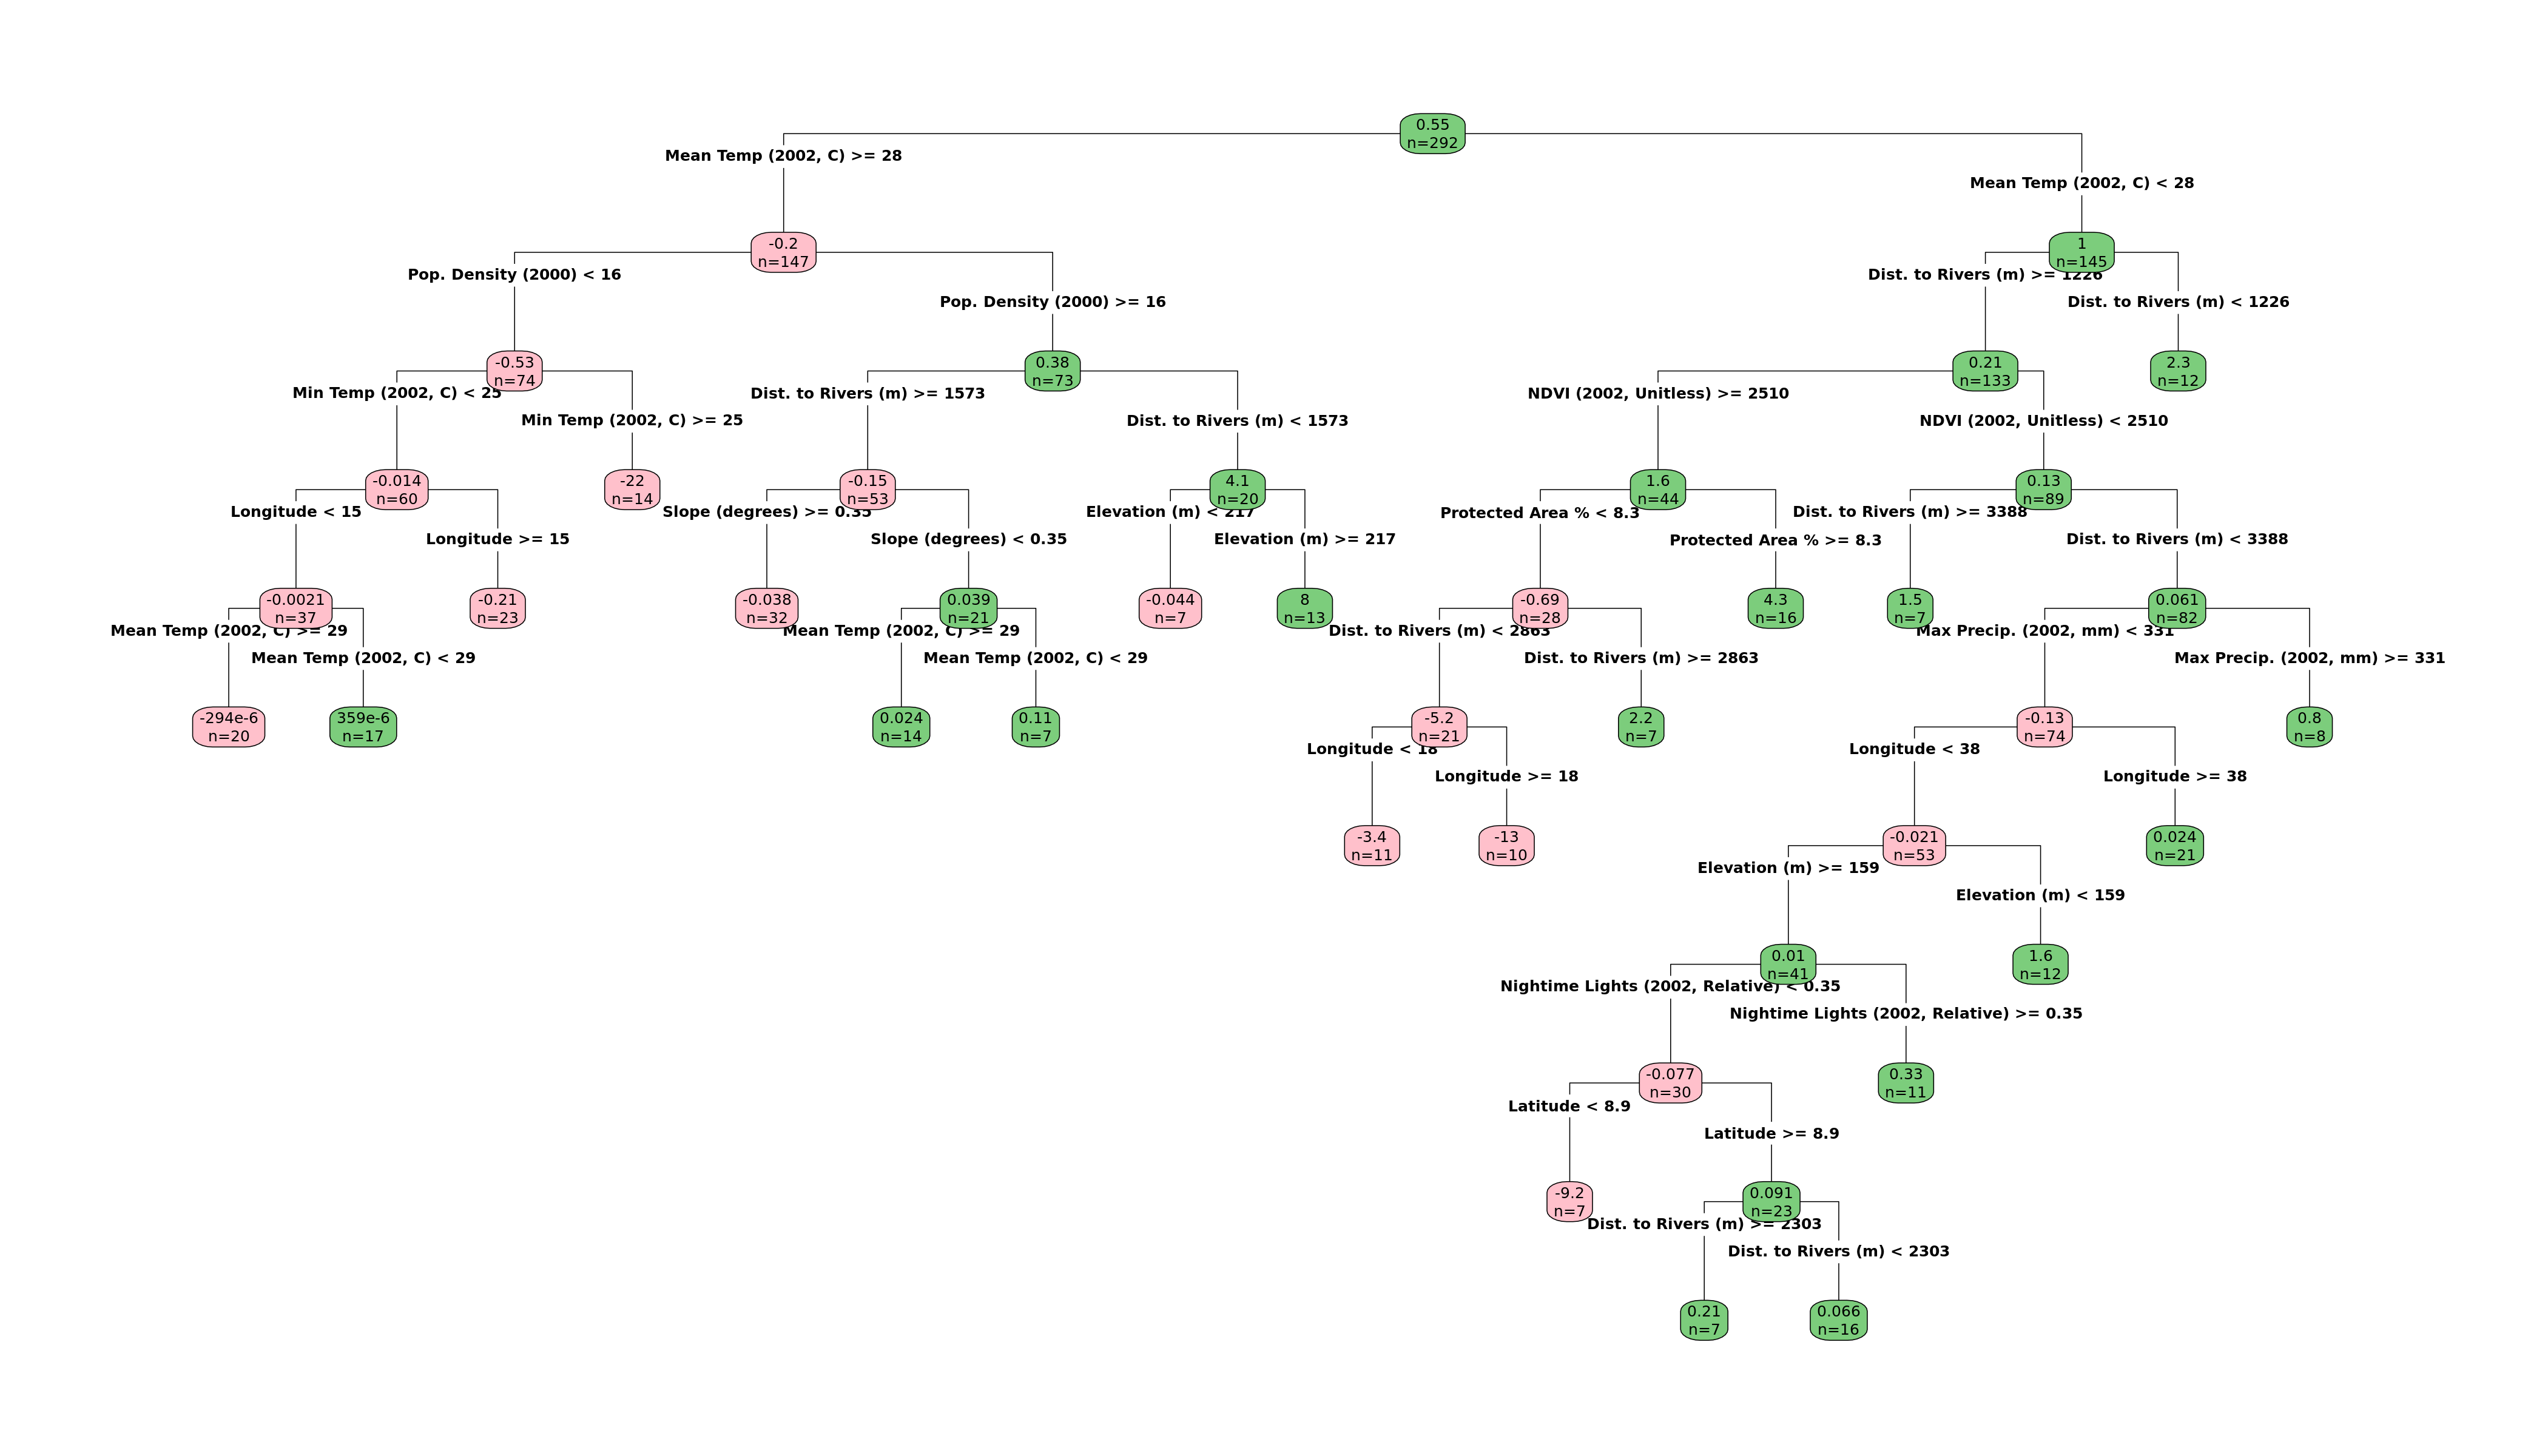 0.55
n=292
Mean Temp (2002, C) >= 28
Mean Temp (2002, C) < 28
-0.2
n=147
1
n=145
Pop. Density (2000) < 16
Dist. to Rivers (m) >= 1226
Pop. Density (2000) >= 16
Dist. to Rivers (m) < 1226
-0.53
n=74
0.38
n=73
0.21
n=133
2.3
n=12
Min Temp (2002, C) < 25
Dist. to Rivers (m) >= 1573
NDVI (2002, Unitless) >= 2510
Min Temp (2002, C) >= 25
Dist. to Rivers (m) < 1573
NDVI (2002, Unitless) < 2510
-0.014
n=60
-22
n=14
-0.15
n=53
4.1
n=20
1.6
n=44
0.13
n=89
Longitude < 15
Slope (degrees) >= 0.35
Elevation (m) < 217
Protected Area % < 8.3
Dist. to Rivers (m) >= 3388
Longitude >= 15
Slope (degrees) < 0.35
Elevation (m) >= 217
Protected Area % >= 8.3
Dist. to Rivers (m) < 3388
-0.0021
n=37
-0.21
n=23
-0.038
n=32
0.039
n=21
-0.044
n=7
8
n=13
-0.69
n=28
4.3
n=16
1.5
n=7
0.061
n=82
Mean Temp (2002, C) >= 29
Mean Temp (2002, C) >= 29
Dist. to Rivers (m) < 2863
Max Precip. (2002, mm) < 331
Mean Temp (2002, C) < 29
Mean Temp (2002, C) < 29
Dist. to Rivers (m) >= 2863
Max Precip. (2002, mm) >= 331
-294e-6
n=20
359e-6
n=17
0.024
n=14
0.11
n=7
-5.2
n=21
2.2
n=7
-0.13
n=74
0.8
n=8
Longitude < 18
Longitude < 38
Longitude >= 18
Longitude >= 38
-3.4
n=11
-13
n=10
-0.021
n=53
0.024
n=21
Elevation (m) >= 159
Elevation (m) < 159
0.01
n=41
1.6
n=12
Nightime Lights (2002, Relative) < 0.35
Nightime Lights (2002, Relative) >= 0.35
-0.077
n=30
0.33
n=11
Latitude < 8.9
Latitude >= 8.9
-9.2
n=7
0.091
n=23
Dist. to Rivers (m) >= 2303
Dist. to Rivers (m) < 2303
0.21
n=7
0.066
n=16